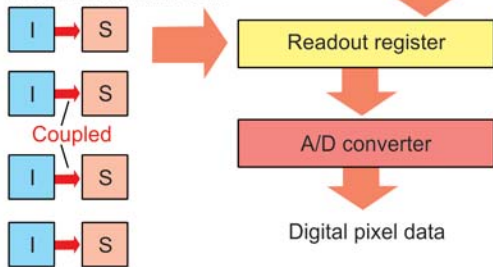 I S
Readout register
I S
Coupled
A/D converter
I S
Digital pixel data
I S